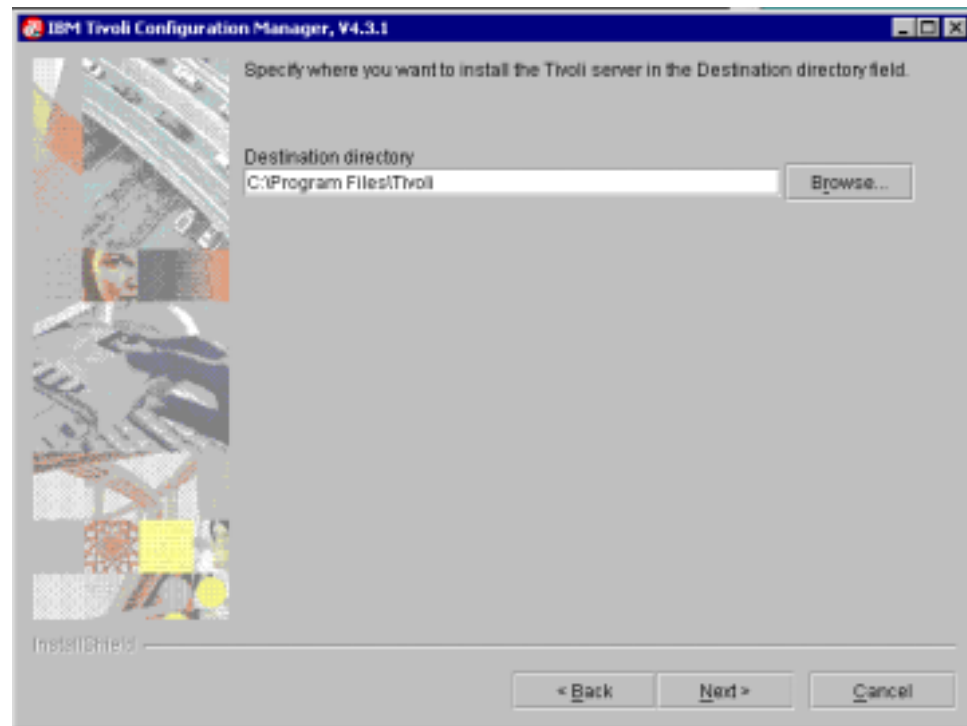 IBM Tivoli Configuration Manager, V4.3.1
Specify where you want to install the Tivoli server in the Destination directory field.
Destination directory
C:\Program Files\Tivoli
Browse...
InstallShield
< Back
Next >
Cancel